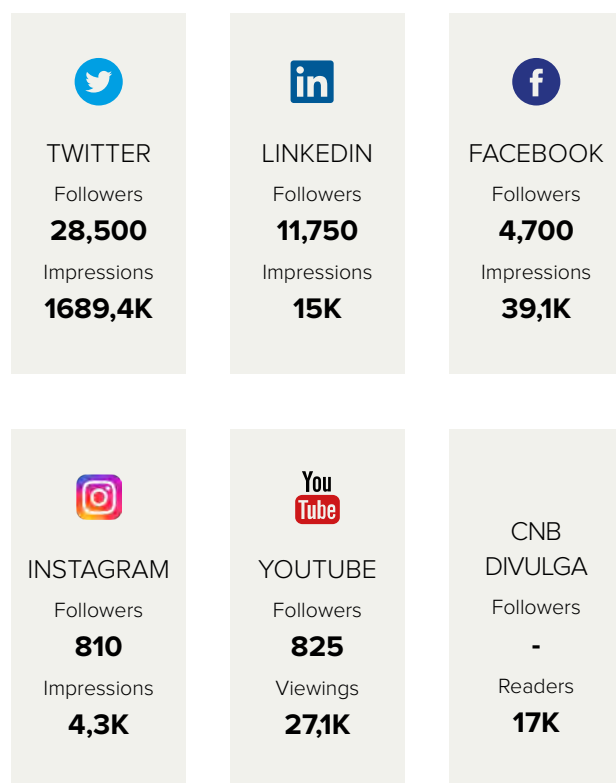 in
f
TWITTER
Followers
28,500
Impressions
1689,4K
LINKEDIN
Followers
11,750
Impressions
15K
FACEBOOK
Followers
4,700
Impressions
39,1K
INSTAGRAM
Followers
810
Impressions
4,3K
You
Tube
YOUTUBE
Followers
825
Viewings
27,1K
CNB
DIVULGA
Followers
-
Readers
17K